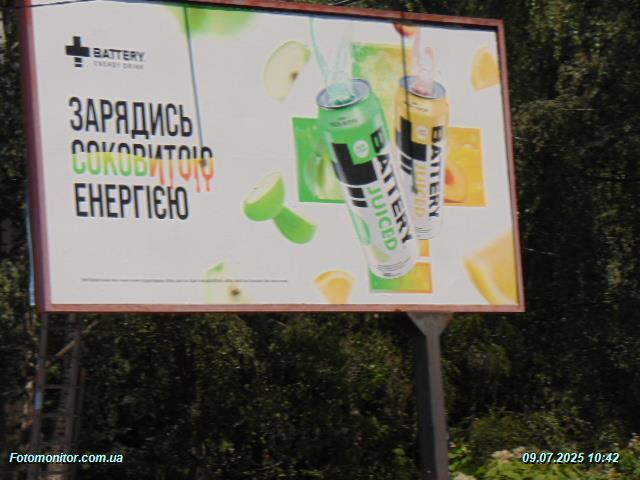 BATTERY
ENERGY DRINK
ЗАРЯДИСЬ
СОКОВИТОЮ
ЕНЕРГІЄЮ
BATTERY
JUICED
BATTERY
JUICED
Fotomonitor.com.ua
09.07.2025 10:42